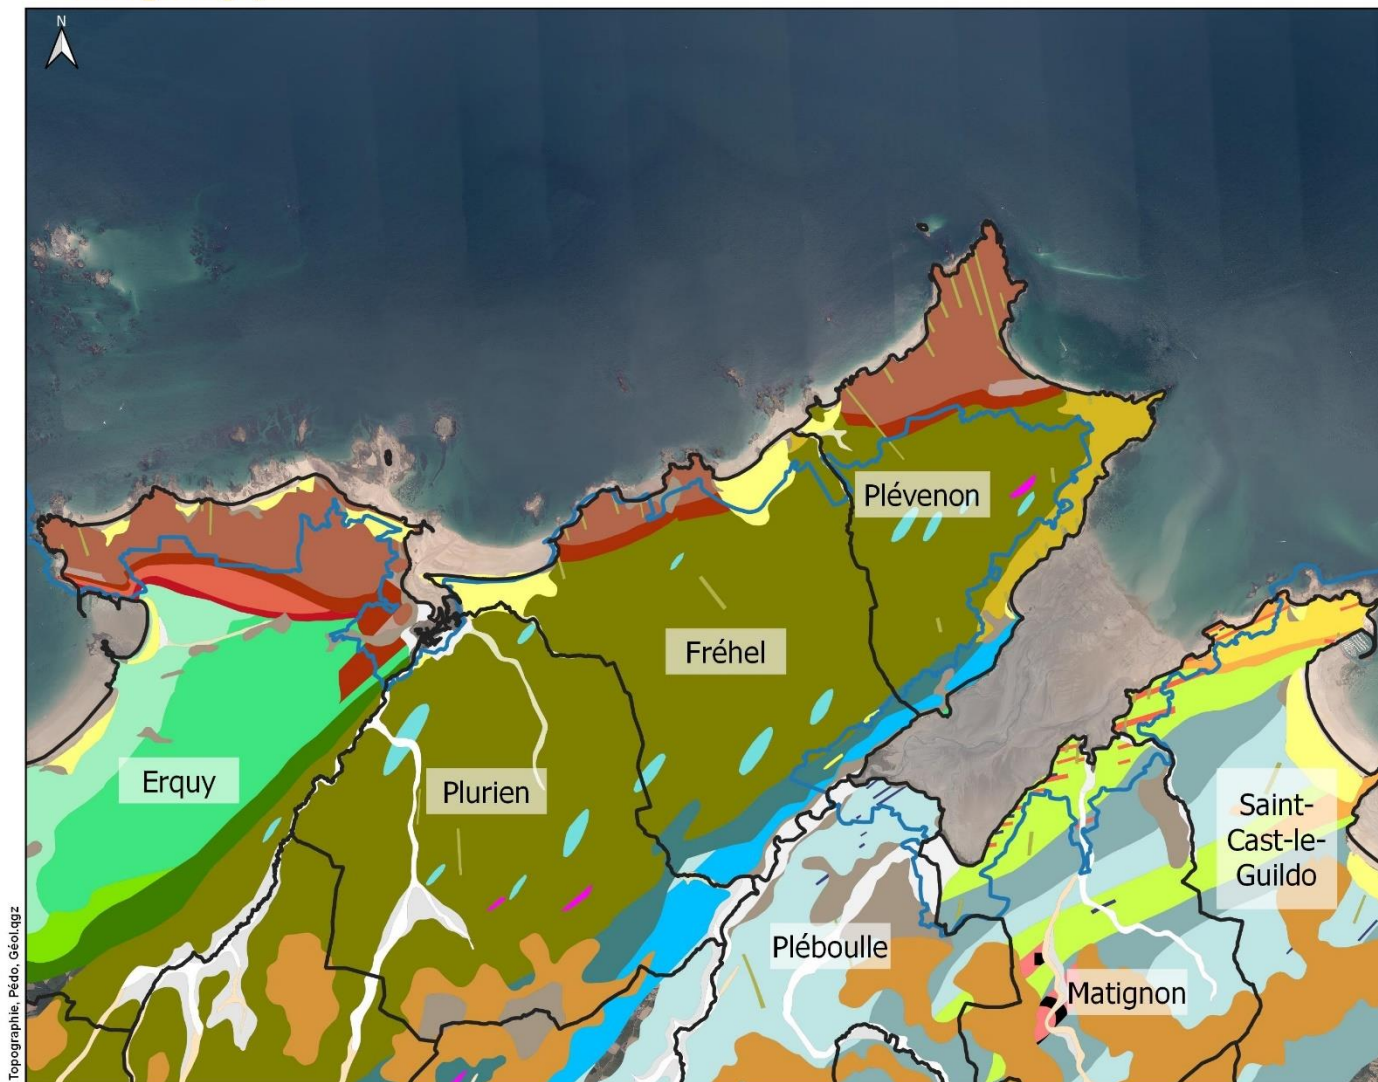 N
Plévenon
Fréhel
Erquy
Plurien
Saint-
Cast-le-
Guildo
Pléboulle
Matignon
Topographie, Pédo, Géol.qgz